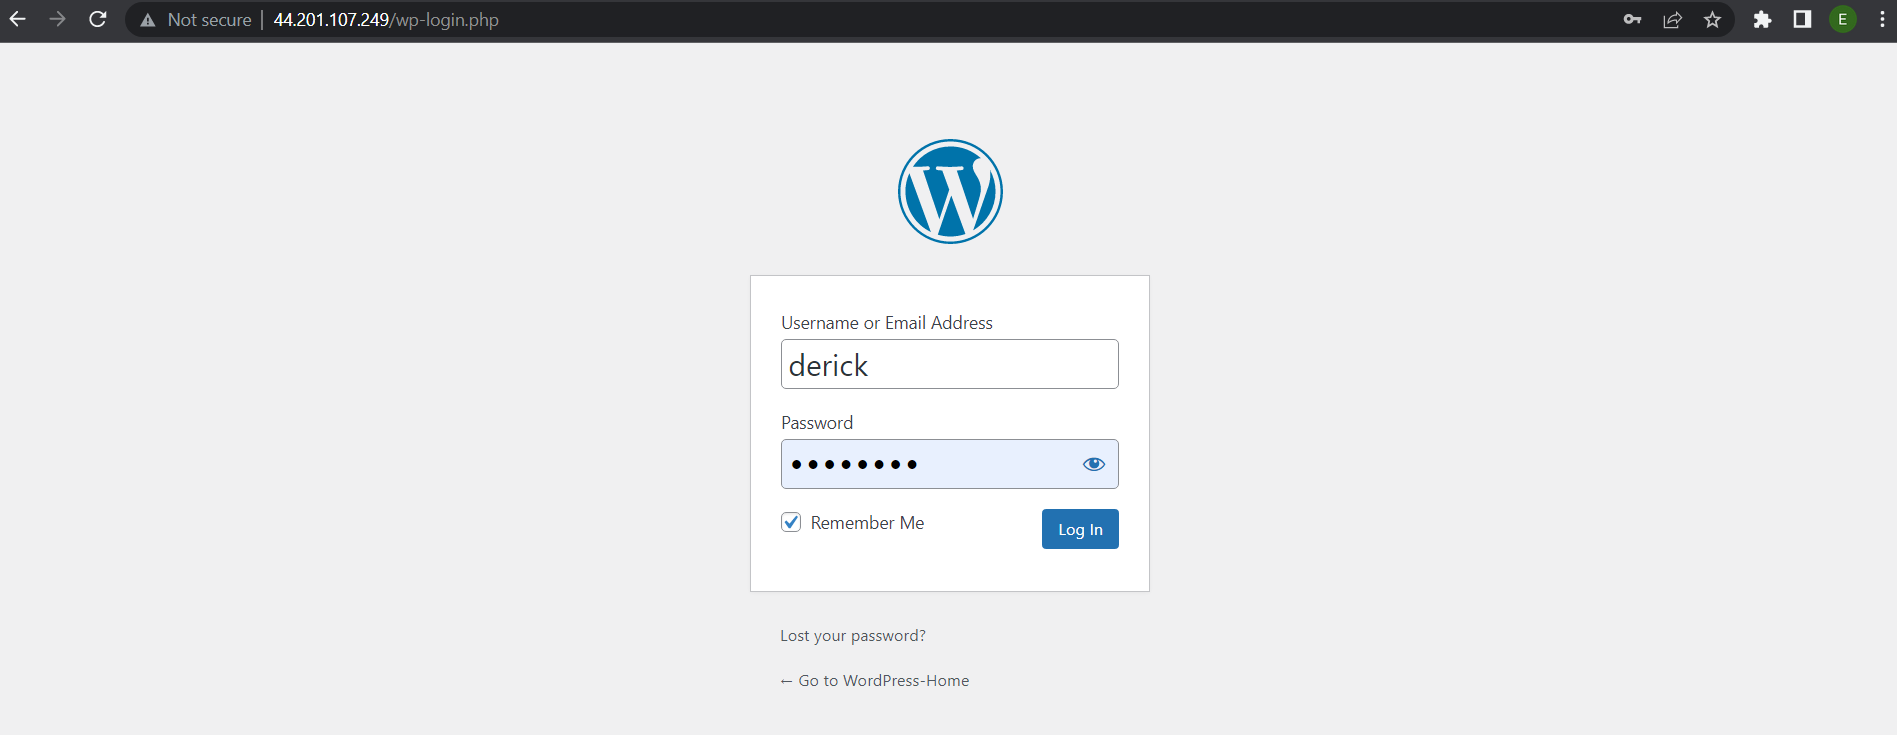 Not secure | 44.201.107.249/wp-login.php
E
W
Username or Email Address
derick
Password
••••••••
Remember Me
Log In
Lost your password?
← Go to WordPress-Home